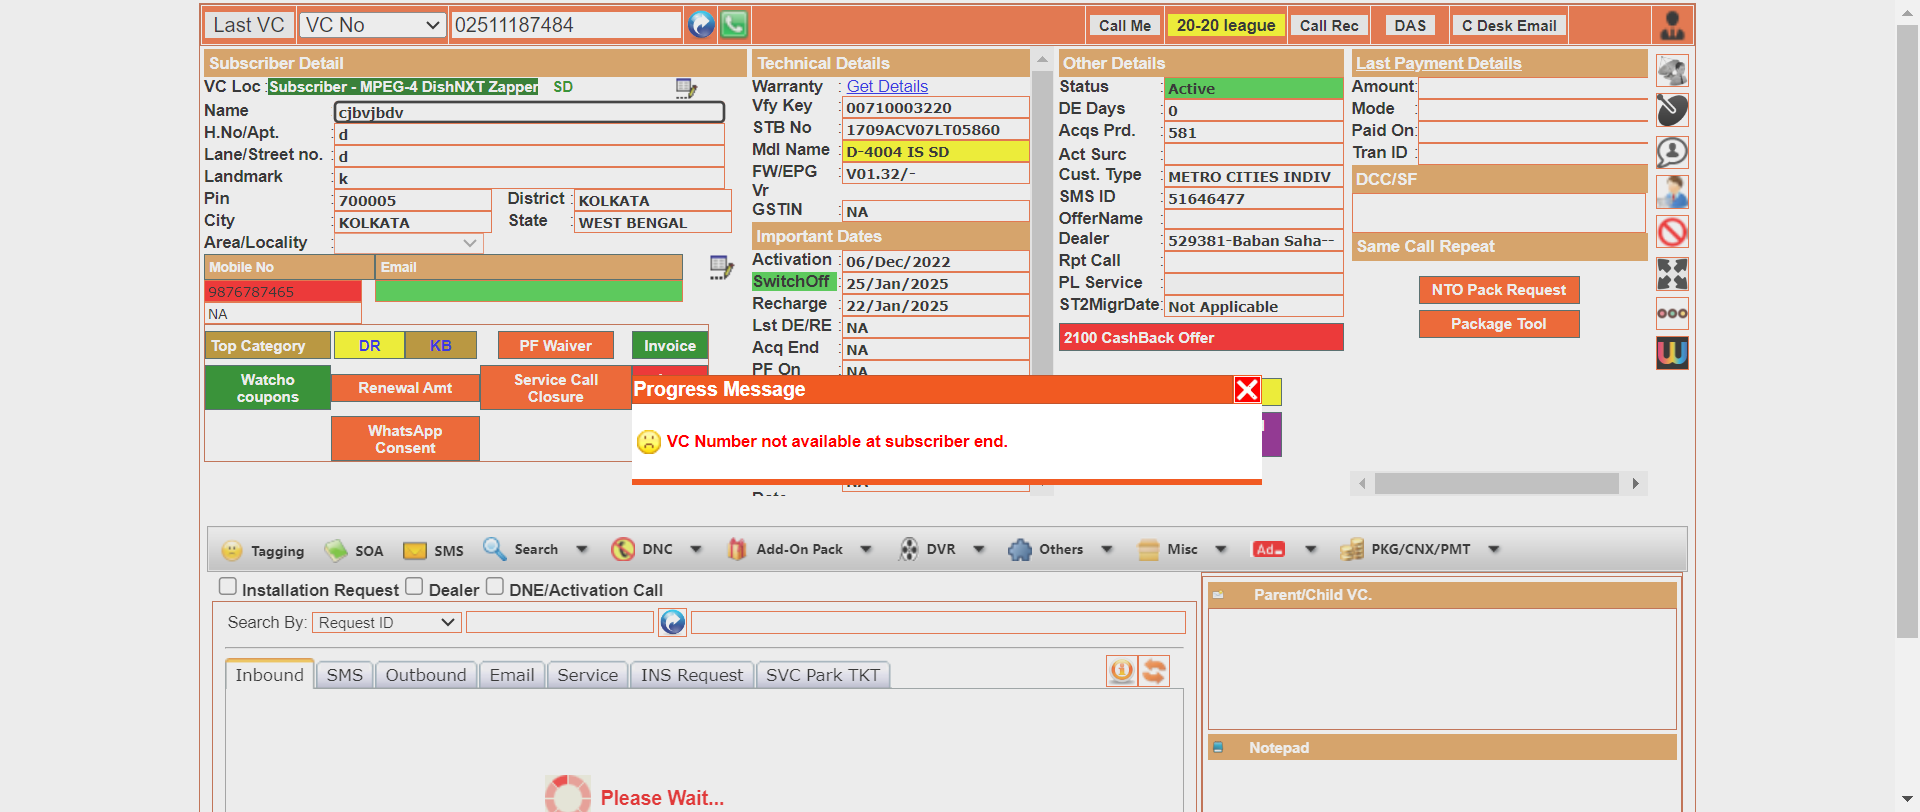 Last VC VC No 02511187484 Call Me 20-20 league Call Rec DAS C Desk Email
Subscriber Detail
VC Loc : Subscriber - MPEG-4 DishNXT Zapper SD
Name : cjbvjbdv
H.No/Apt. : d
Lane/Street no. : d
Landmark : k
Pin : 700005 District : KOLKATA
City : KOLKATA State : WEST BENGAL
Area/Locality :
Mobile No Email
9876787465
NA
Top Category DR KB PF Waiver Invoice
Watcho coupons Renewal Amt Service Call Closure
WhatsApp Consent
Technical Details
Warranty : Get Details
Vfy Key : 00710003220
STB No : 1709ACV07LT05860
Mdl Name : D-4004 IS SD
FW/EPG Vr : V01.32/-
GSTIN : NA
Important Dates
Activation : 06/Dec/2022
SwitchOff : 25/Jan/2025
Recharge : 22/Jan/2025
Lst DE/RE : NA
Acq End : NA
PF On : NA
Other Details
Status : Active
DE Days : 0
Acqs Prd. : 581
Act Surc :
Cust. Type : METRO CITIES INDIV
SMS ID : 51646477
OfferName :
Dealer : 529381-Baban Saha--
Rpt Call :
PL Service :
ST2MigrDate: Not Applicable
2100 CashBack Offer
Last Payment Details
Amount:
Mode :
Paid On:
Tran ID :
DCC/SF
Same Call Repeat
NTO Pack Request
Package Tool
Progress Message
VC Number not available at subscriber end.
NA
Tagging SOA SMS Search DNC Add-On Pack DVR Others Misc Ad PKG/CNX/PMT
Installation Request Dealer DNE/Activation Call
Search By: Request ID
Inbound SMS Outbound Email Service INS Request SVC Park TKT
Please Wait...
Parent/Child VC.
Notepad